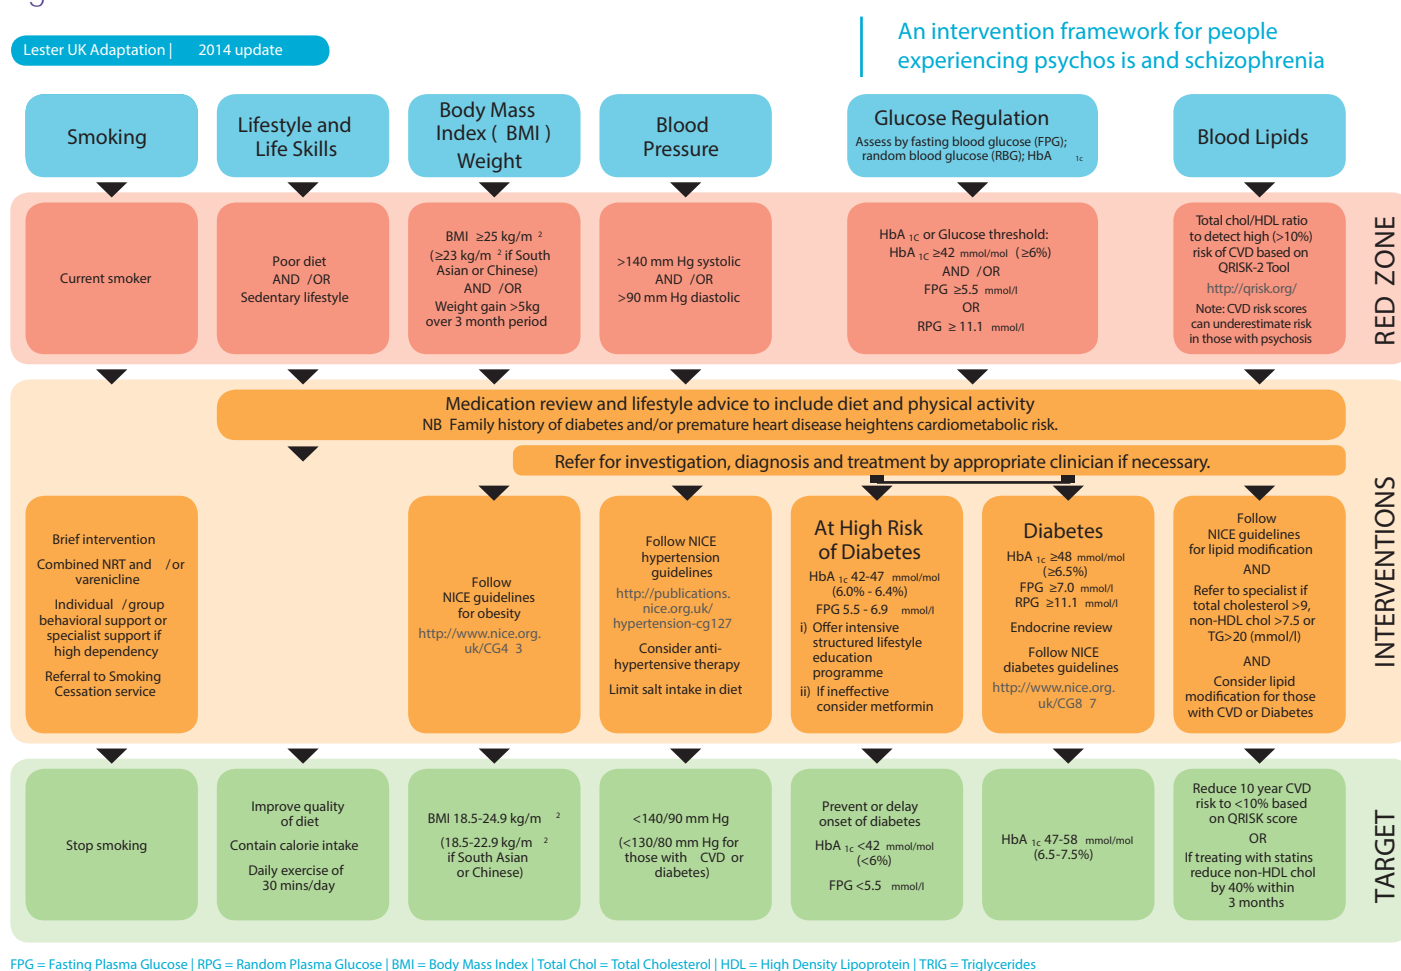 Lester UK Adaptation | 2014 update
An intervention framework for people
experiencing psychos is and schizophrenia
Smoking
Lifestyle and
Life Skills
Body Mass
Index ( BMI )
Weight
Blood
Pressure
Glucose Regulation
Assess by fasting blood glucose (FPG);
random blood glucose (RBG); HbA 1c
Blood Lipids
RED ZONE
Current smoker
Poor diet
AND /OR
Sedentary lifestyle
BMI ≥25 kg/m 2
(≥23 kg/m 2 if South
Asian or Chinese)
AND /OR
Weight gain >5kg
over 3 month period
>140 mm Hg systolic
AND /OR
>90 mm Hg diastolic
HbA 1C or Glucose threshold:
HbA 1C ≥42 mmol/mol (≥6%)
AND /OR
FPG ≥5.5 mmol/l
OR
RPG ≥ 11.1 mmol/l
Total chol/HDL ratio
to detect high (>10%)
risk of CVD based on
QRISK-2 Tool
http://qrisk.org/
Note: CVD risk scores
can underestimate risk
in those with psychosis
INTERVENTIONS
Medication review and lifestyle advice to include diet and physical activity
NB Family history of diabetes and/or premature heart disease heightens cardiometabolic risk.
Refer for investigation, diagnosis and treatment by appropriate clinician if necessary.
Brief intervention
Combined NRT and /or
varenicline
Individual /group
behavioral support or
specialist support if
high dependency
Referral to Smoking
Cessation service
Follow
NICE guidelines
for obesity
http://www.nice.org.
uk/CG4 3
Follow NICE
hypertension
guidelines
http://publications.
nice.org.uk/
hypertension-cg127
Consider anti-
hypertensive therapy
Limit salt intake in diet
At High Risk
of Diabetes
HbA 1c 42-47 mmol/mol
(6.0% - 6.4%)
FPG 5.5 - 6.9 mmol/l
i) Offer intensive
structured lifestyle
education
programme
ii) If ineffective
consider metformin
Diabetes
HbA 1c ≥48 mmol/mol
(≥6.5%)
FPG ≥7.0 mmol/l
RPG ≥11.1 mmol/l
Endocrine review
Follow NICE
diabetes guidelines
http://www.nice.org.
uk/CG8 7
Follow
NICE guidelines
for lipid modification
AND
Refer to specialist if
total cholesterol >9,
non-HDL chol >7.5 or
TG>20 (mmol/l)
AND
Consider lipid
modification for those
with CVD or Diabetes
TARGET
Stop smoking
Improve quality
of diet
Contain calorie intake
Daily exercise of
30 mins/day
BMI 18.5-24.9 kg/m 2
(18.5-22.9 kg/m 2
if South Asian
or Chinese)
<140/90 mm Hg
(<130/80 mm Hg for
those with CVD or
diabetes)
Prevent or delay
onset of diabetes
HbA 1c <42 mmol/mol
(<6%)
FPG <5.5 mmol/l
HbA 1c 47-58 mmol/mol
(6.5-7.5%)
Reduce 10 year CVD
risk to <10% based
on QRISK score
OR
If treating with statins
reduce non-HDL chol
by 40% within
3 months
FPG = Fasting Plasma Glucose | RPG = Random Plasma Glucose | BMI = Body Mass Index | Total Chol = Total Cholesterol | HDL = High Density Lipoprotein | TRIG = Triglycerides